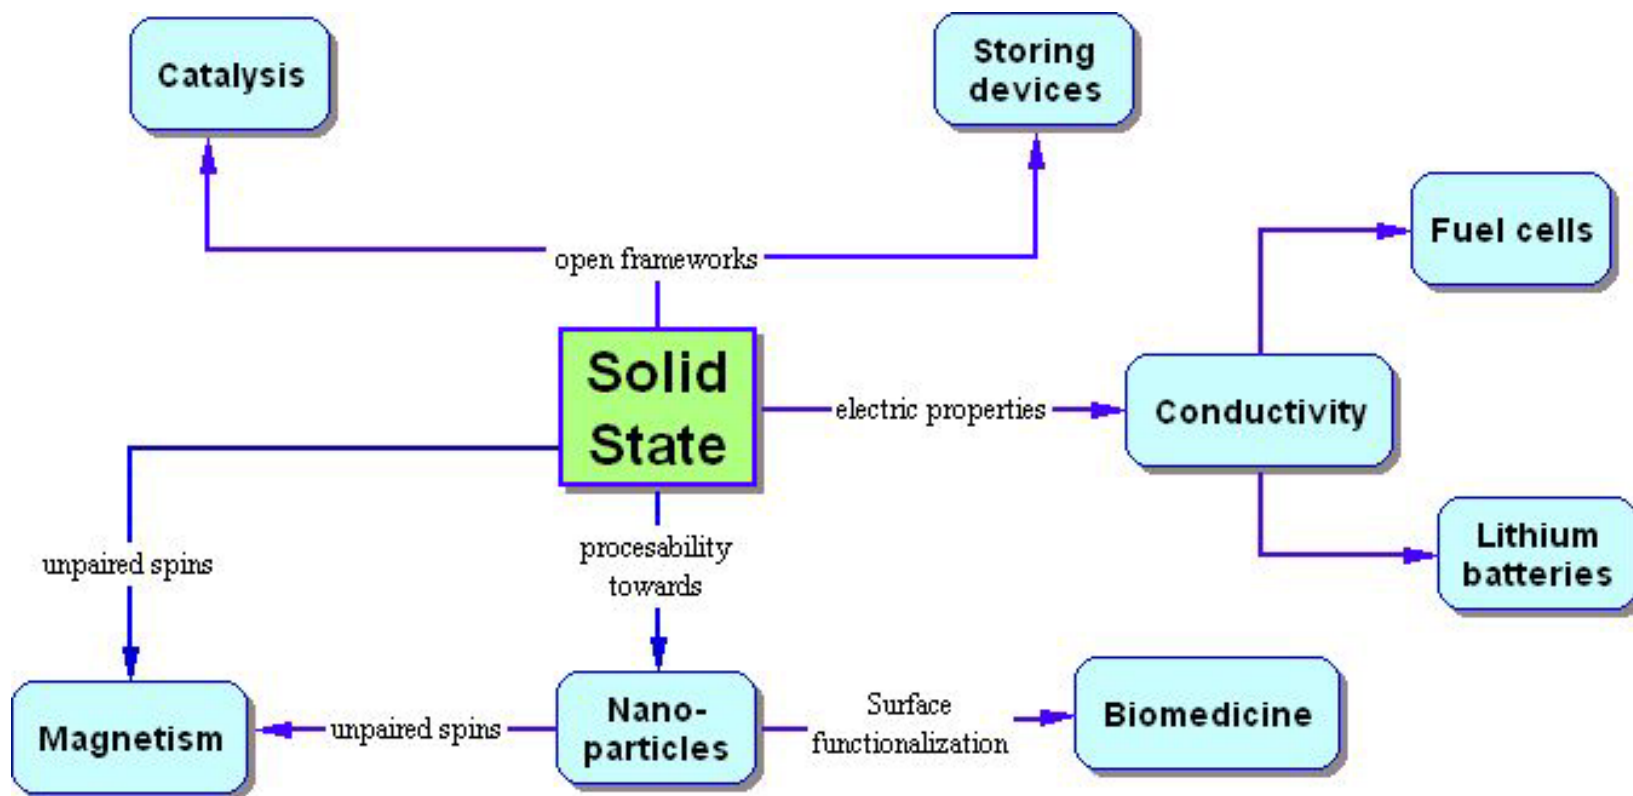 Catalysis
Storing
devices
Fuel cells
open frameworks
Solid
State
electric properties
Conductivity
unpaired spins
procesability
towards
Lithium
batteries
Magnetism
unpaired spins
Nano-
particles
Surface
functionalization
Biomedicine